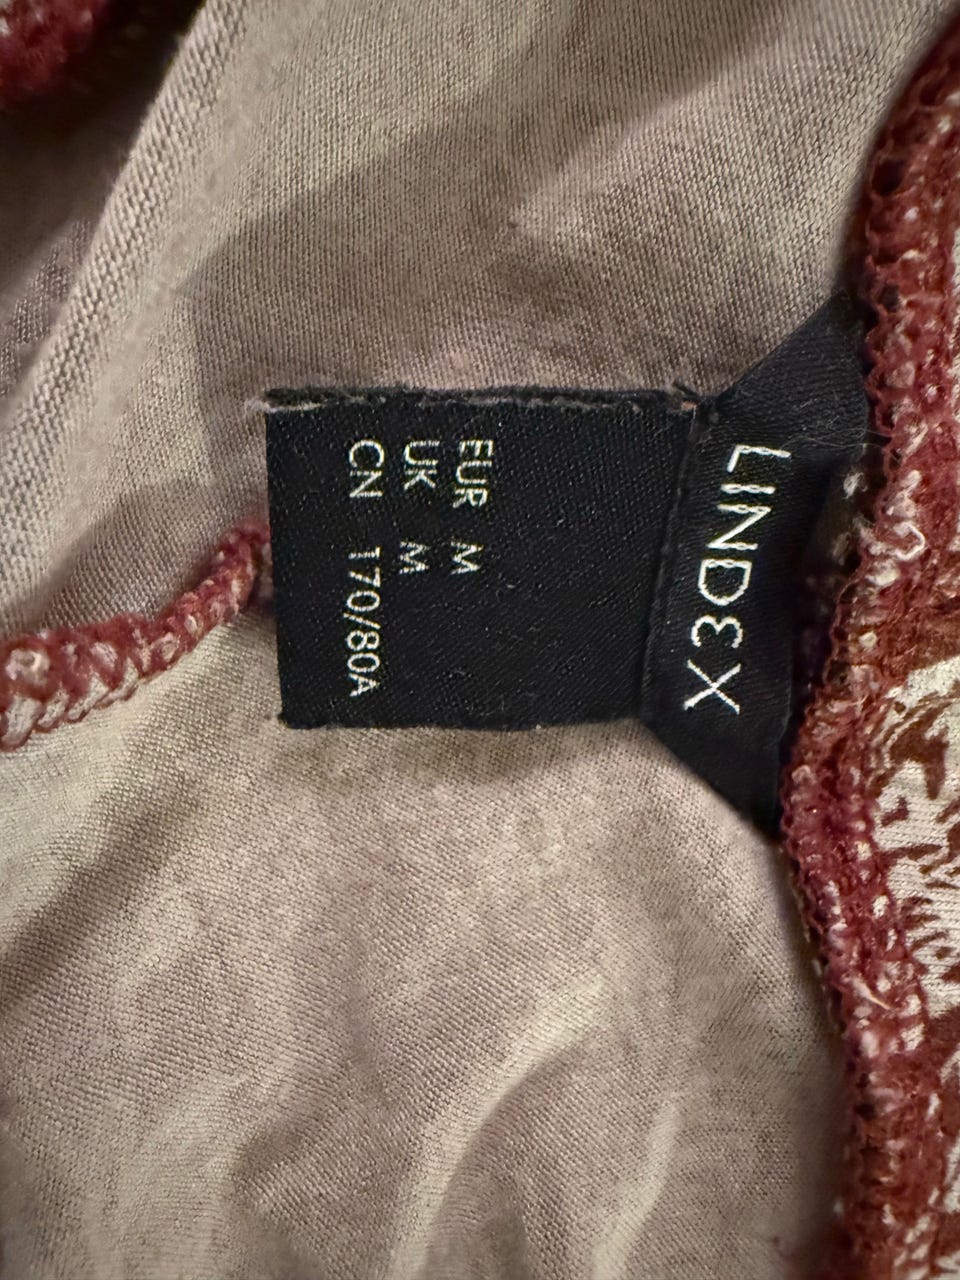 LINDEX
EUR M
UK M
CN 170/80A